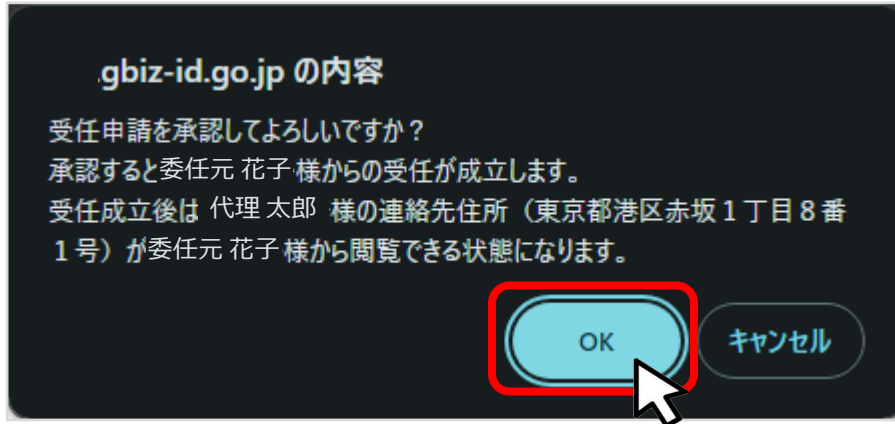 .gbiz-id.go.jp の内容
受任申請を承認してよろしいですか？
承認すると委任元 花子 様からの受任が成立します。
受任成立後は 代理 太郎 様の連絡先住所（東京都港区赤坂１丁目８番
１号）が委任元 花子 様から閲覧できる状態になります。
OK キャンセル